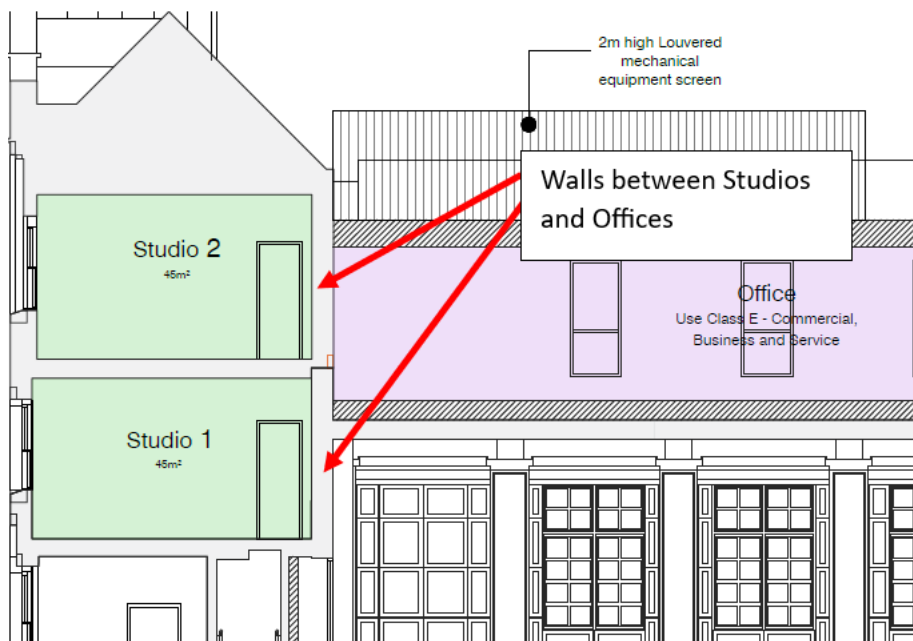 2m high Louvered
mechanical
equipment screen
Walls between Studios
and Offices
Studio 2
45m²
Office
Use Class E - Commercial,
Business and Service
Studio 1
45m²